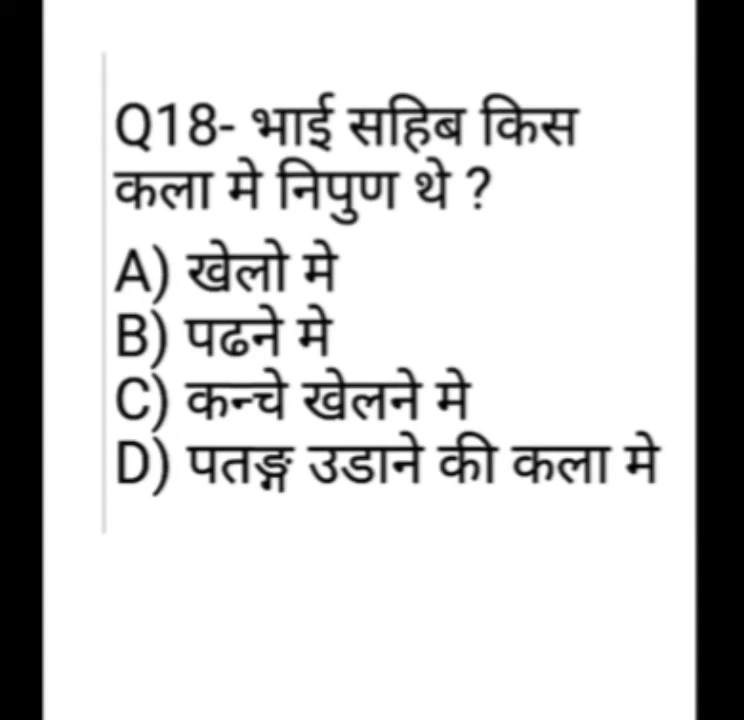 Q18- भाई सहिब किस
कला मे निपुण थे ?
A) खेलो मे
B) पढने मे
C) कन्चे खेलने मे
D) पतङ्ग उडाने की कला मे